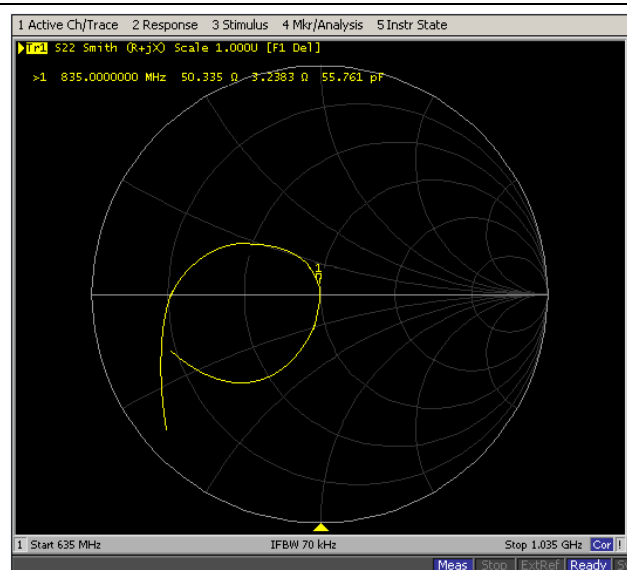 1 Active Ch/Trace 2 Response 3 Stimulus 4 Mkr/Analysis 5 Instr State
Tr1 S22 Smith (R+jX) Scale 1.000U [F1 Del]
>1 835.0000000 MHz 50.335 Ω 3.2383 Ω 55.761 pF
1
1 Start 635 MHz IFBW 70 kHz Stop 1.035 GHz Cor !
Meas Stop ExtRef Ready